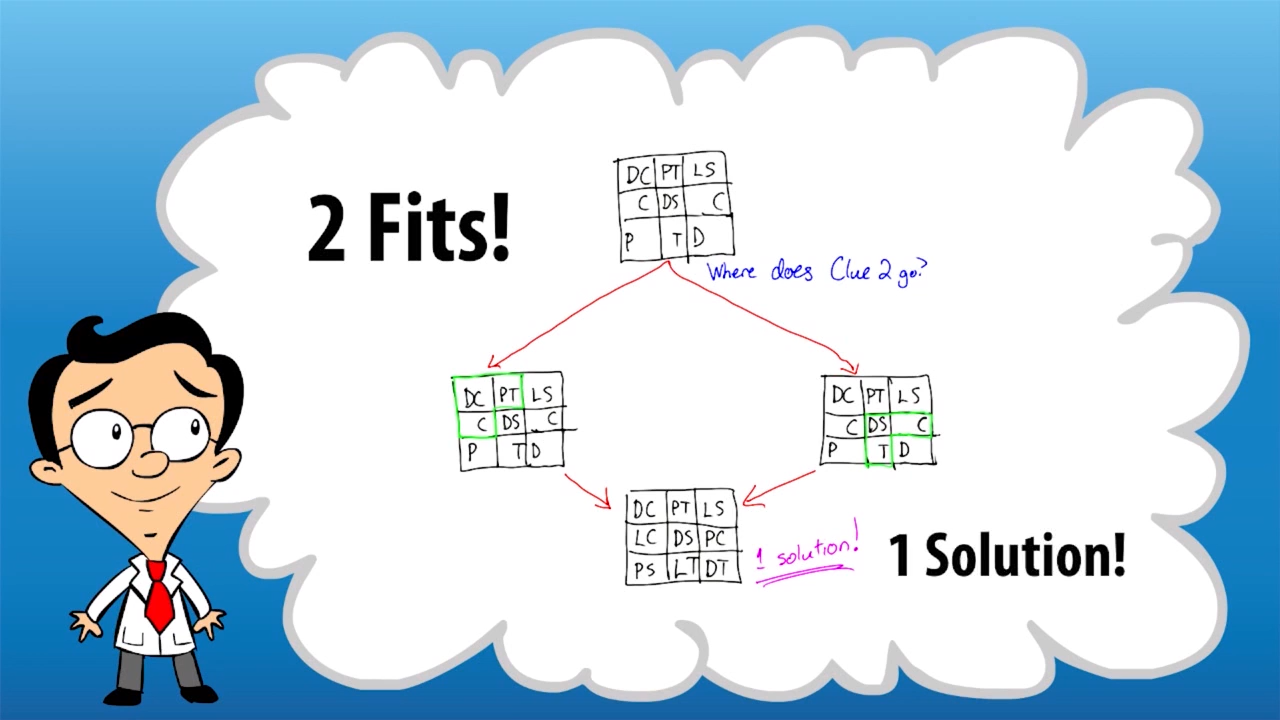 2 Fits!
DC PT LS
C DS C
P T D
Where does Clue 2 go?
DC PT LS
C DS C
P T D
DC PT LS
C DS C
P T D
DC PT LS
LC DS PC
PS LT DT
1 solution!
1 Solution!